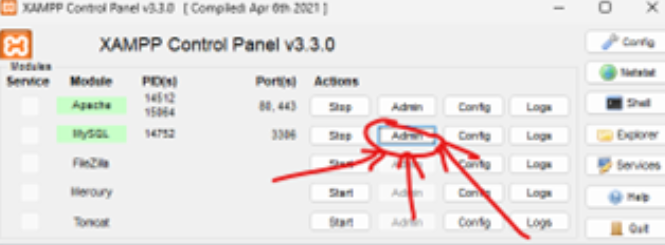 XAMPP Control Panel v3.3.0 [ Compiled: Apr 6th 2021 ]
XAMPP Control Panel v3.3.0
Config
Modules
Service Module PID(s) Port(s) Actions
Netstat
Apache 14512 15864 80, 443 Stop Admin Config Logs
Shell
MySQL 14752 3306 Stop Admin Config Logs
Explorer
FileZilla Start Admin Config Logs
Services
Mercury Start Admin Config Logs
Help
Tomcat Start Admin Config Logs
Quit